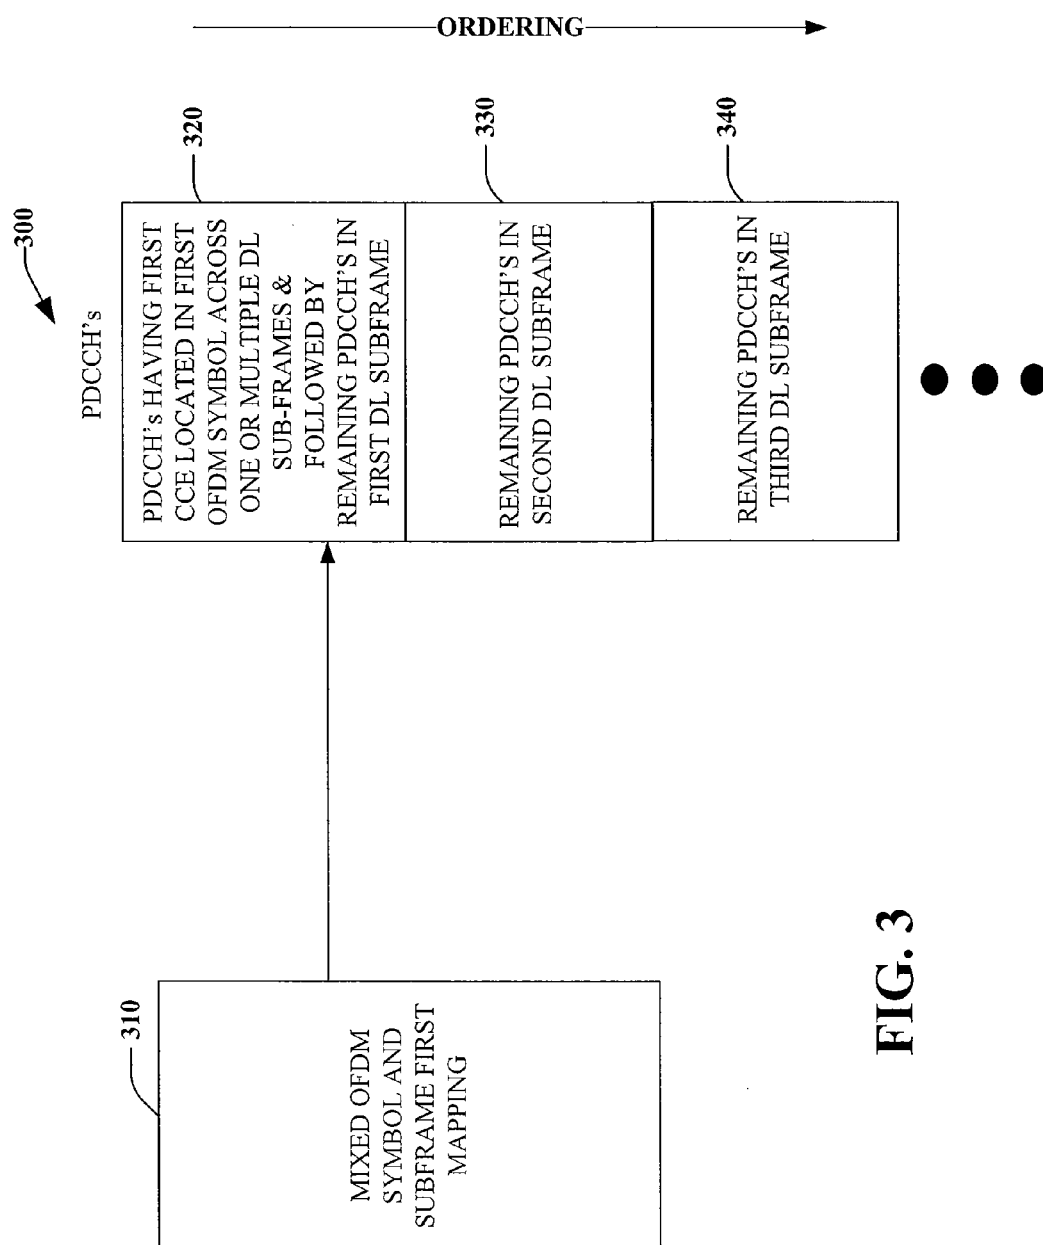 300
PDCCH's
320
PDCCH's HAVING FIRST
CCE LOCATED IN FIRST
OFDM SYMBOL ACROSS
ONE OR MULTIPLE DL
SUB-FRAMES &
FOLLOWED BY
REMAINING PDCCH'S IN
FIRST DL SUBFRAME
330
REMAINING PDCCH'S IN
SECOND DL SUBFRAME
340
REMAINING PDCCH'S IN
THIRD DL SUBFRAME
ORDERING
310
MIXED OFDM
SYMBOL AND
SUBFRAME FIRST
MAPPING
FIG. 3